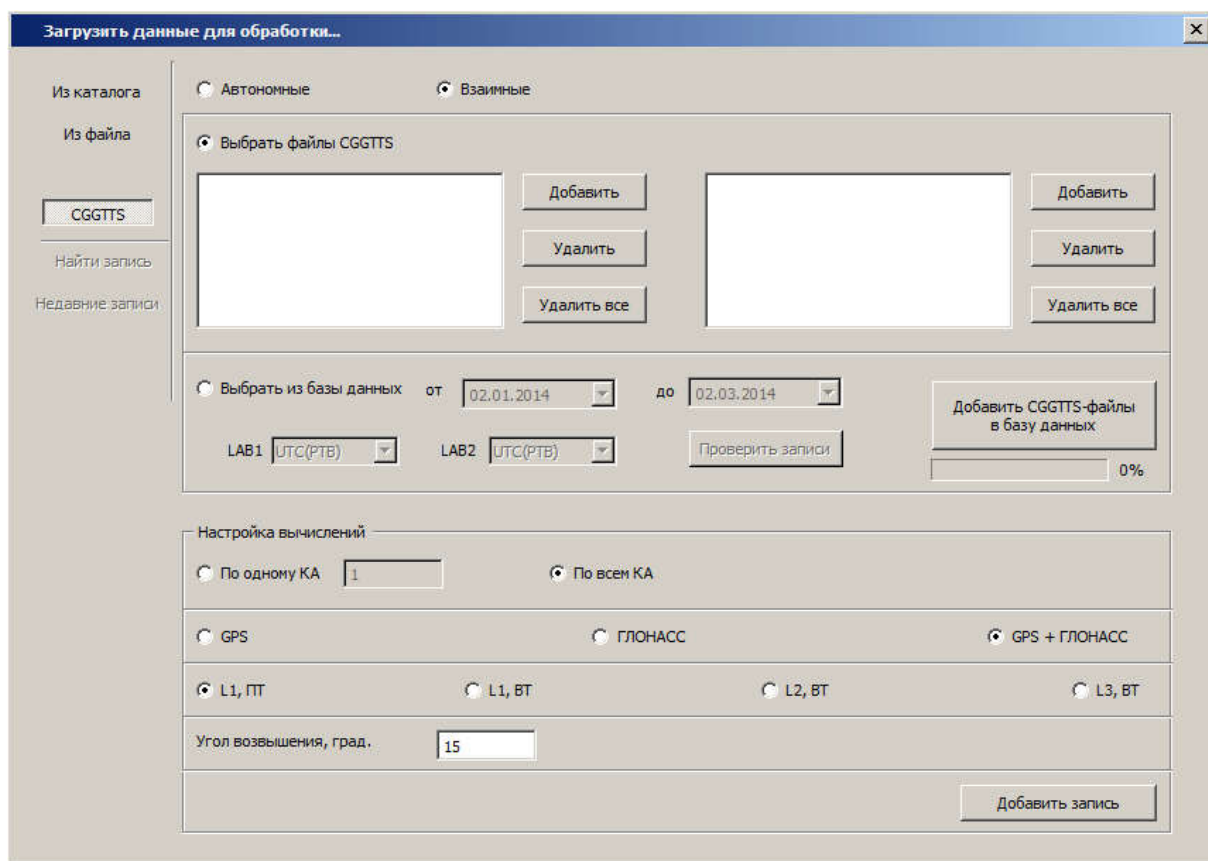 Загрузить данные для обработки...
Из каталога
Из файла
CGGTTS
Найти запись
Недавние записи
Автономные Взаимные
Выбрать файлы CGGTTS
Добавить Добавить
Удалить Удалить
Удалить все Удалить все
Выбрать из базы данных от 02.01.2014 до 02.03.2014
Добавить CGGTTS-файлы
в базу данных
LAB1 UTC(PTB) LAB2 UTC(PTB) Проверить записи
0%
Настройка вычислений
По одному КА 1 По всем КА
GPS ГЛОНАСС GPS + ГЛОНАСС
L1, ПТ L1, ВТ L2, ВТ L3, ВТ
Угол возвышения, град. 15
Добавить запись